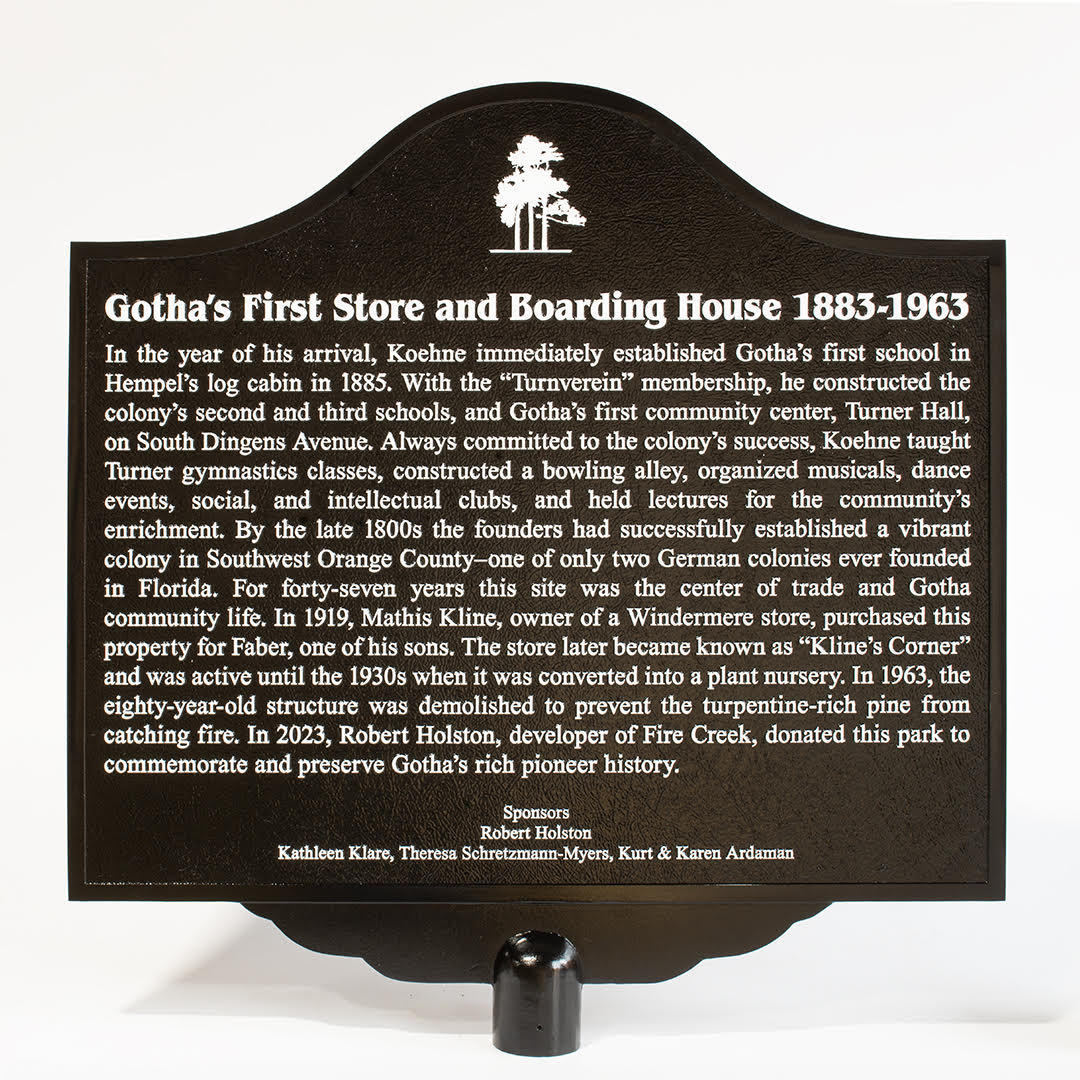 Gotha's First Store and Boarding House 1883-1963
In the year of his arrival, Koehne immediately established Gotha's first school in
Hempel's log cabin in 1885. With the “Turnverein” membership, he constructed the
colony's second and third schools, and Gotha's first community center, Turner Hall,
on South Dingens Avenue. Always committed to the colony's success, Koehne taught
Turner gymnastics classes, constructed a bowling alley, organized musicals, dance
events, social, and intellectual clubs, and held lectures for the community's
enrichment. By the late 1800s the founders had successfully established a vibrant
colony in Southwest Orange County–one of only two German colonies ever founded
in Florida. For forty-seven years this site was the center of trade and Gotha
community life. In 1919, Mathis Kline, owner of a Windermere store, purchased this
property for Faber, one of his sons. The store later became known as “Kline's Corner”
and was active until the 1930s when it was converted into a plant nursery. In 1963, the
eighty-year-old structure was demolished to prevent the turpentine-rich pine from
catching fire. In 2023, Robert Holston, developer of Fire Creek, donated this park to
commemorate and preserve Gotha's rich pioneer history.
Sponsors
Robert Holston
Kathleen Klare, Theresa Schretzmann-Myers, Kurt & Karen Ardaman